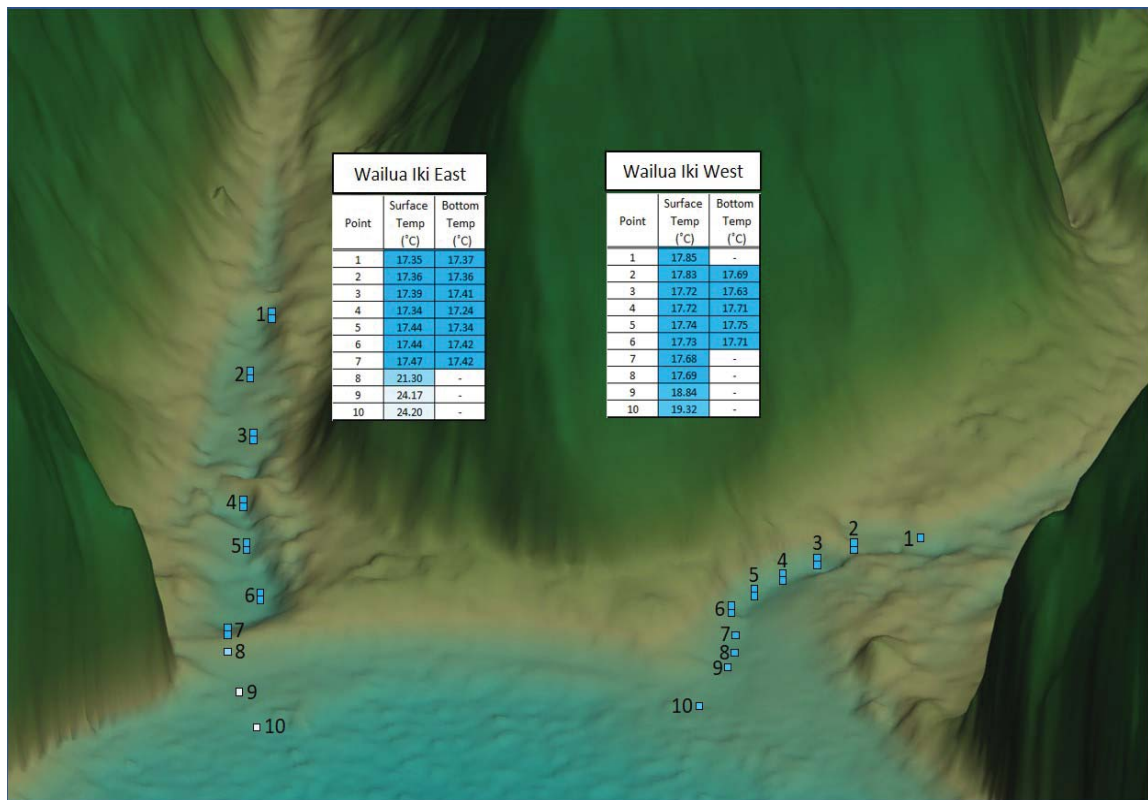 Wailua Iki East
Point Surface Temp (˚C) Bottom Temp (˚C)
1 17.35 17.37
2 17.36 17.36
3 17.39 17.41
4 17.34 17.24
5 17.44 17.34
6 17.44 17.42
7 17.47 17.42
8 21.30 -
9 24.17 -
10 24.20 -
Wailua Iki West
Point Surface Temp (˚C) Bottom Temp (˚C)
1 17.85 -
2 17.83 17.69
3 17.72 17.63
4 17.72 17.71
5 17.74 17.75
6 17.73 17.71
7 17.68 -
8 17.69 -
9 18.84 -
10 19.32 -
1
2
3
4
5
6
7
8
9
10
1
2
3
4
5
6
7
8
9
10